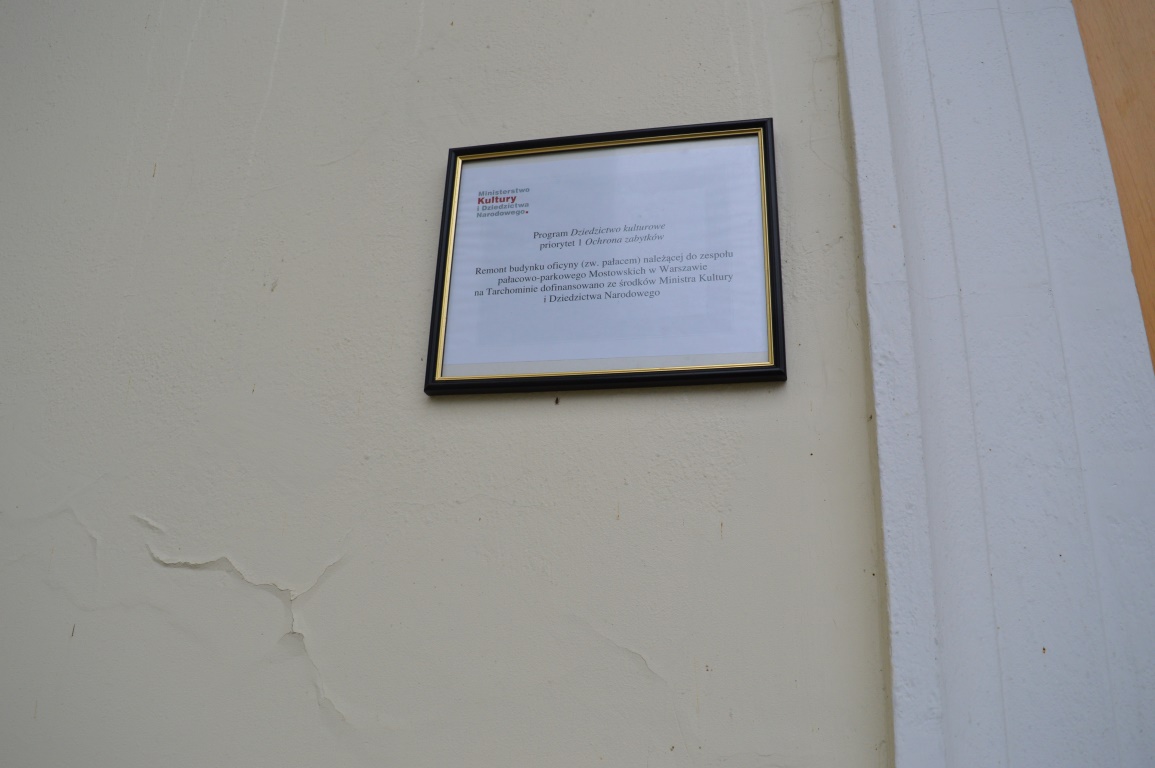 Ministerstwo
Kultury
i Dziedzictwa
Narodowego.
Program Dziedzictwo kulturowe
priorytet 1 Ochrona zabytków
Remont budynku oficyny (zw. pałacem) należącej do zespołu
pałacowo-parkowego Mostowskich w Warszawie
na Tarchominie dofinansowano ze środków Ministra Kultury
i Dziedzictwa Narodowego